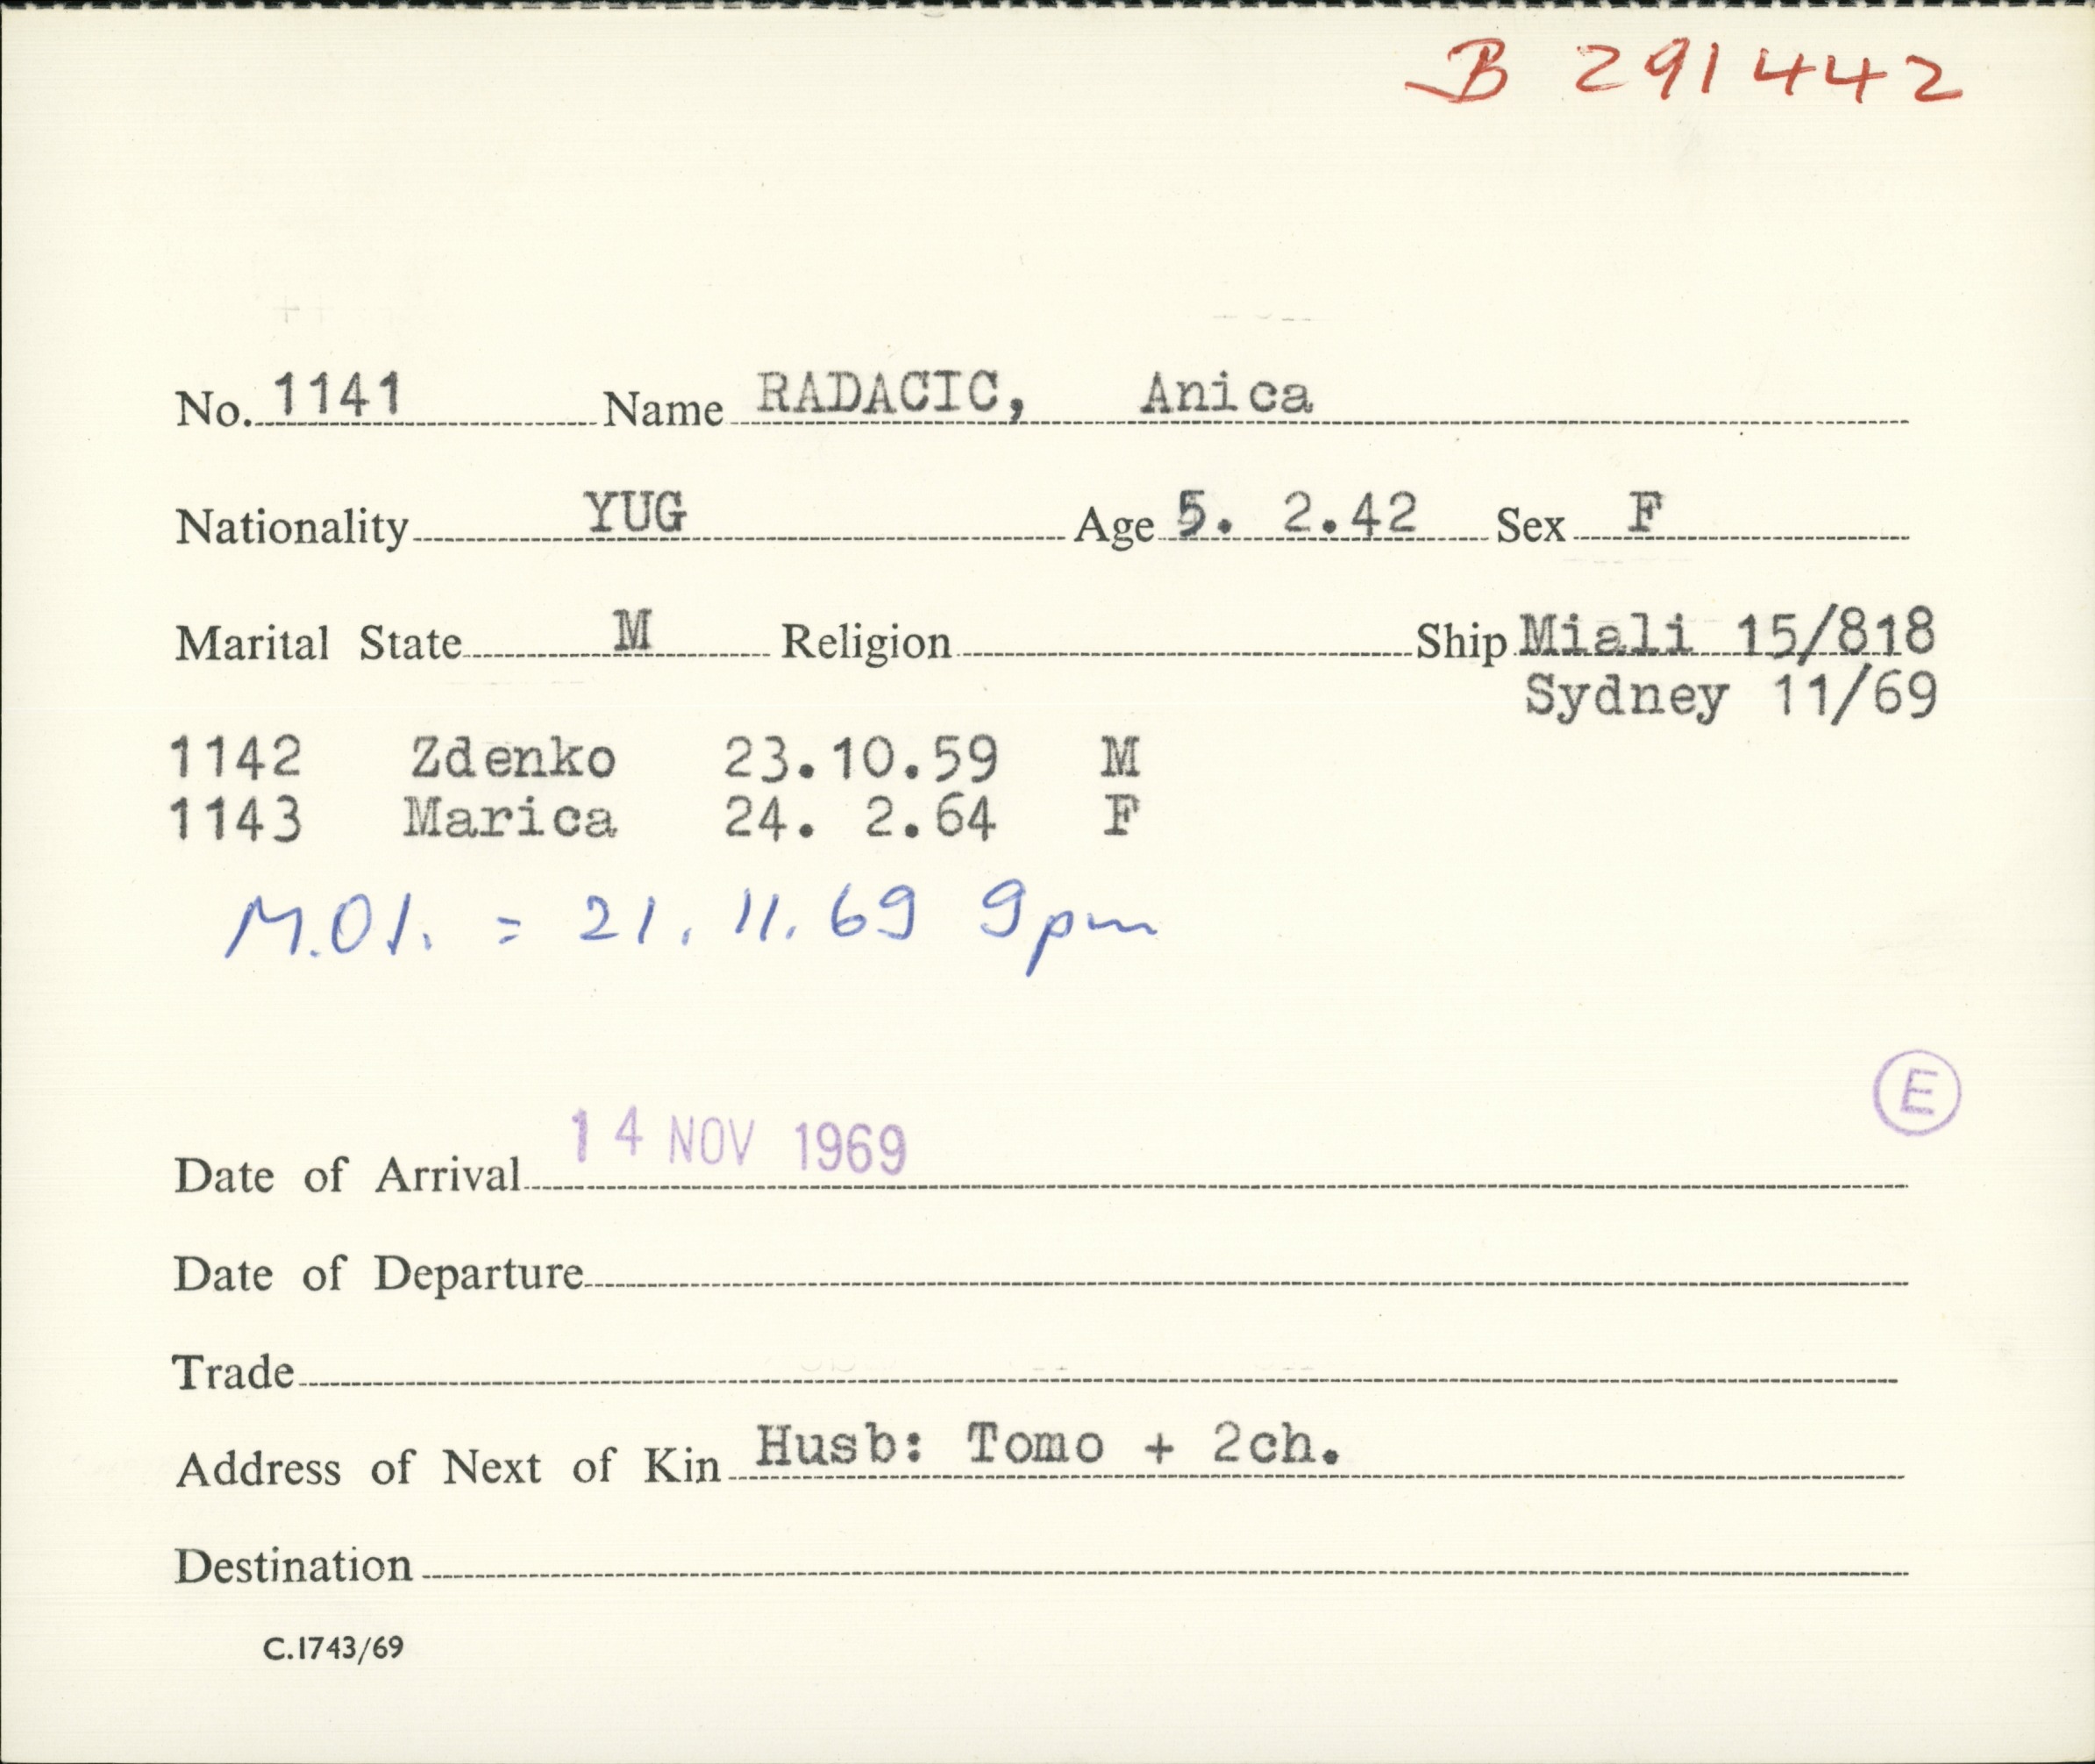 B 291442
No. 1141 Name RADACIC, Anica
Nationality YUG Age 5. 2.42 Sex F
Marital State M Religion Ship Miali 15/818
Sydney 11/69
1142 Zdenko 23.10.59 M
1143 Marica 24. 2.64 F
M.O1. = 21.11.69 9pm
E
Date of Arrival 14 NOV 1969
Date of Departure
Trade
Address of Next of Kin Husb: Tomo + 2ch.
Destination
C.1743/69